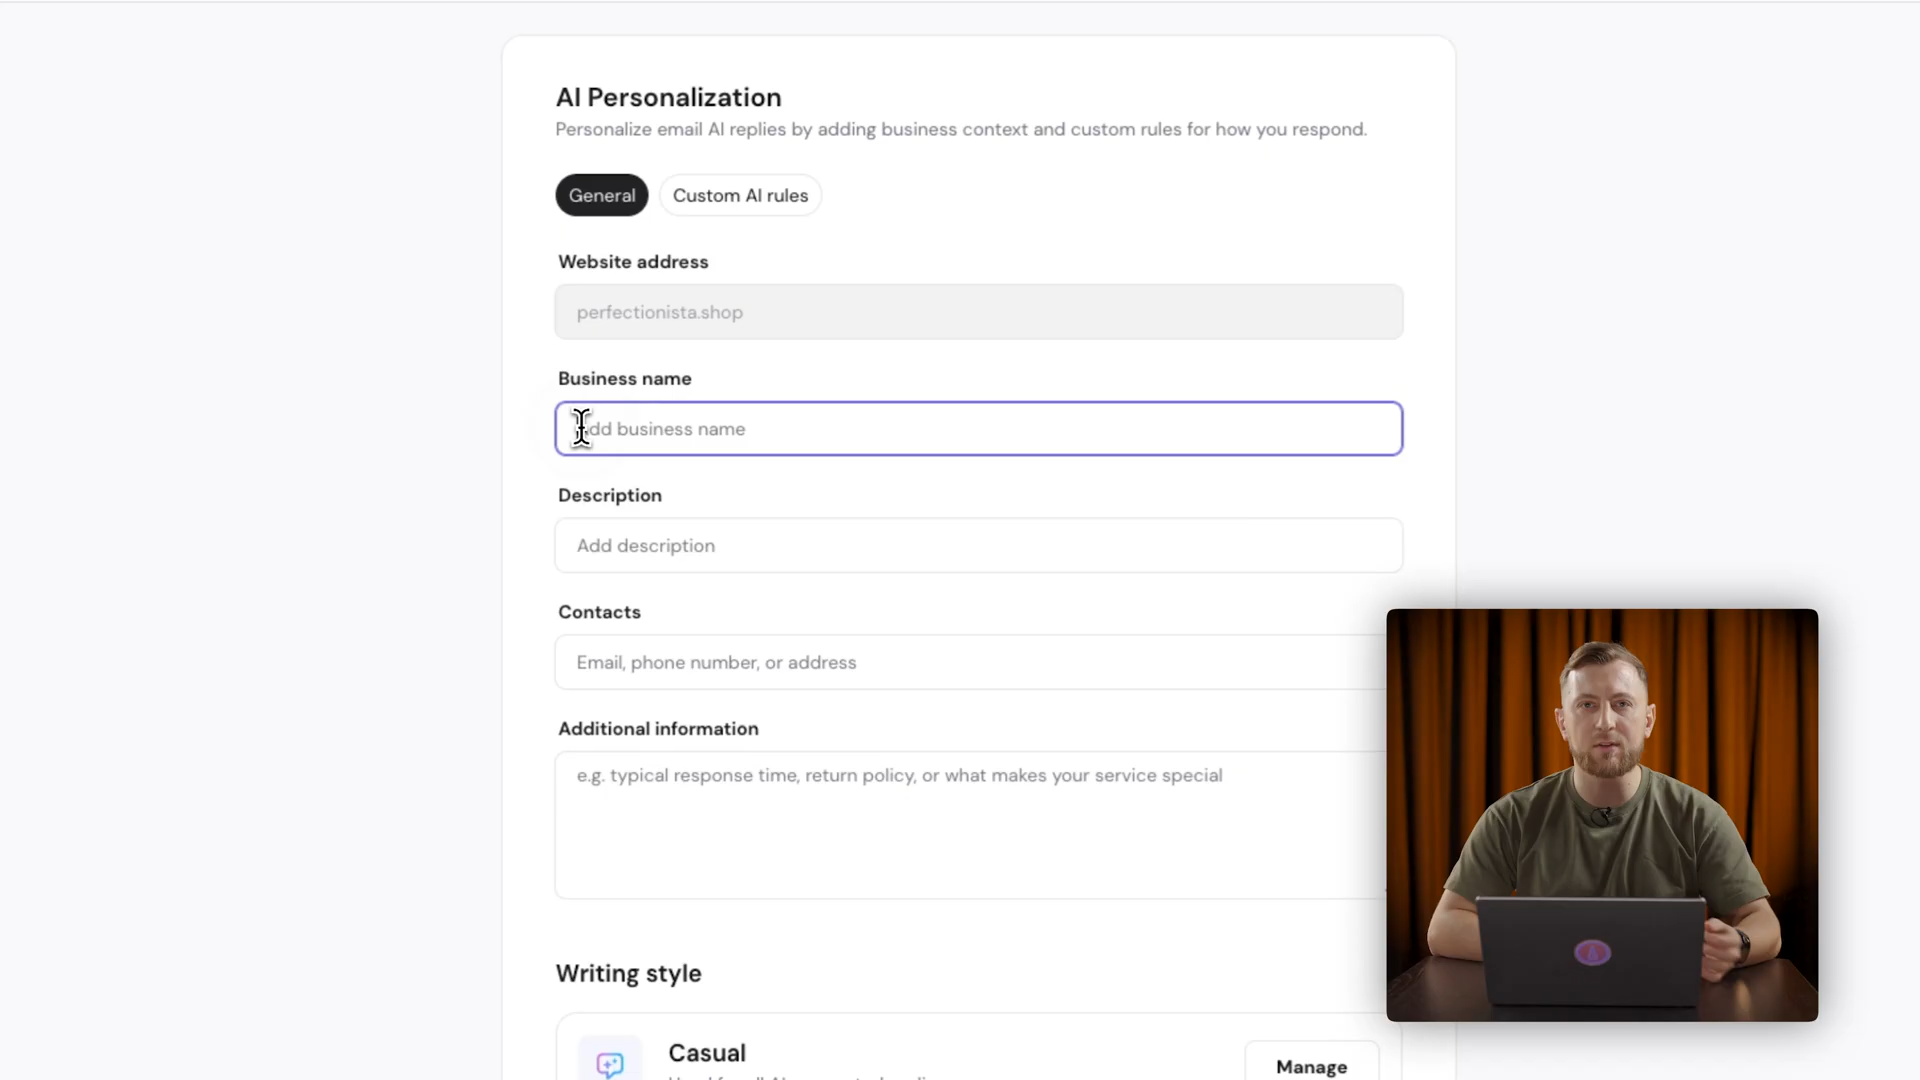 AI Personalization
Personalize email AI replies by adding business context and custom rules for how you respond.
General
Custom AI rules
Website address
perfectionista.shop
Business name
dd business name
Description
Add description
Contacts
Email, phone number, or address
Additional information
e.g. typical response time, return policy, or what makes your service special
Writing style
Casual
Manage